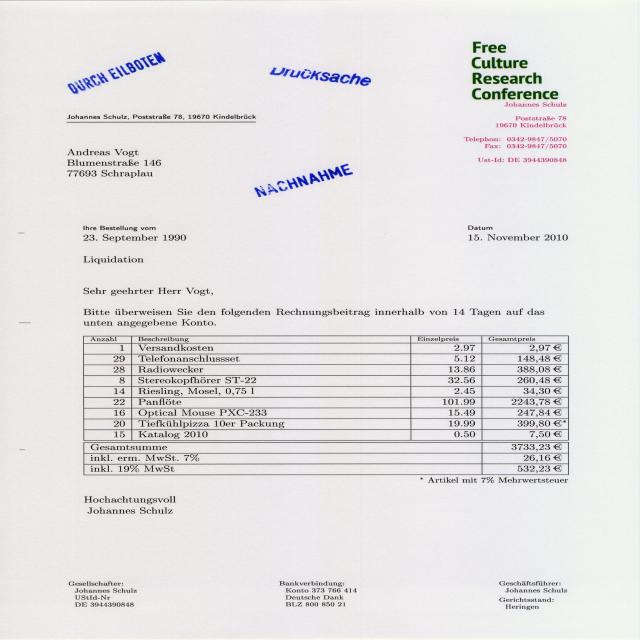 DURCH EILBOTEN
Drucksache
Free
Culture
Research
Conference
Johannes Schulz
Poststraße 78
19670 Kindelbrück
Telephon: 0342-9847/5070
Fax: 0342-9847/5070
Ust-Id: DE 3944390848
Johannes Schulz, Poststraße 78, 19670 Kindelbrück
Andreas Vogt
Blumenstraße 146
77693 Schraplau
NACHNAHME
Ihre Bestellung vom
23. September 1990
Datum
15. November 2010
Liquidation
Sehr geehrter Herr Vogt,
Bitte überweisen Sie den folgenden Rechnungsbeitrag innerhalb von 14 Tagen auf das
unten angegebene Konto.
Anzahl Beschreibung Einzelpreis Gesamtpreis
1 Versandkosten 2.97 2,97 €
29 Telefonanschlussset 5.12 148,48 €
28 Radiowecker 13.86 388,08 €
8 Stereokopfhörer ST-22 32.56 260,48 €
14 Riesling, Mosel, 0,75 l 2.45 34,30 €
22 Panflöte 101.99 2243,78 €
16 Optical Mouse PXC-233 15.49 247,84 €
20 Tiefkühlpizza 10er Packung 19.99 399,80 €*
15 Katalog 2010 0.50 7,50 €
Gesamtsumme 3733,23 €
inkl. erm. MwSt. 7% 26,16 €
inkl. 19% MwSt 532,23 €
* Artikel mit 7% Mehrwertsteuer
Hochachtungsvoll
Johannes Schulz
Gesellschafter:
Johannes Schulz
UStId-Nr
DE 3944390848
Bankverbindung:
Konto 373 766 414
Deutsche Dank
BLZ 800 850 21
Geschäftsführer:
Johannes Schulz
Gerichtsstand:
Heringen